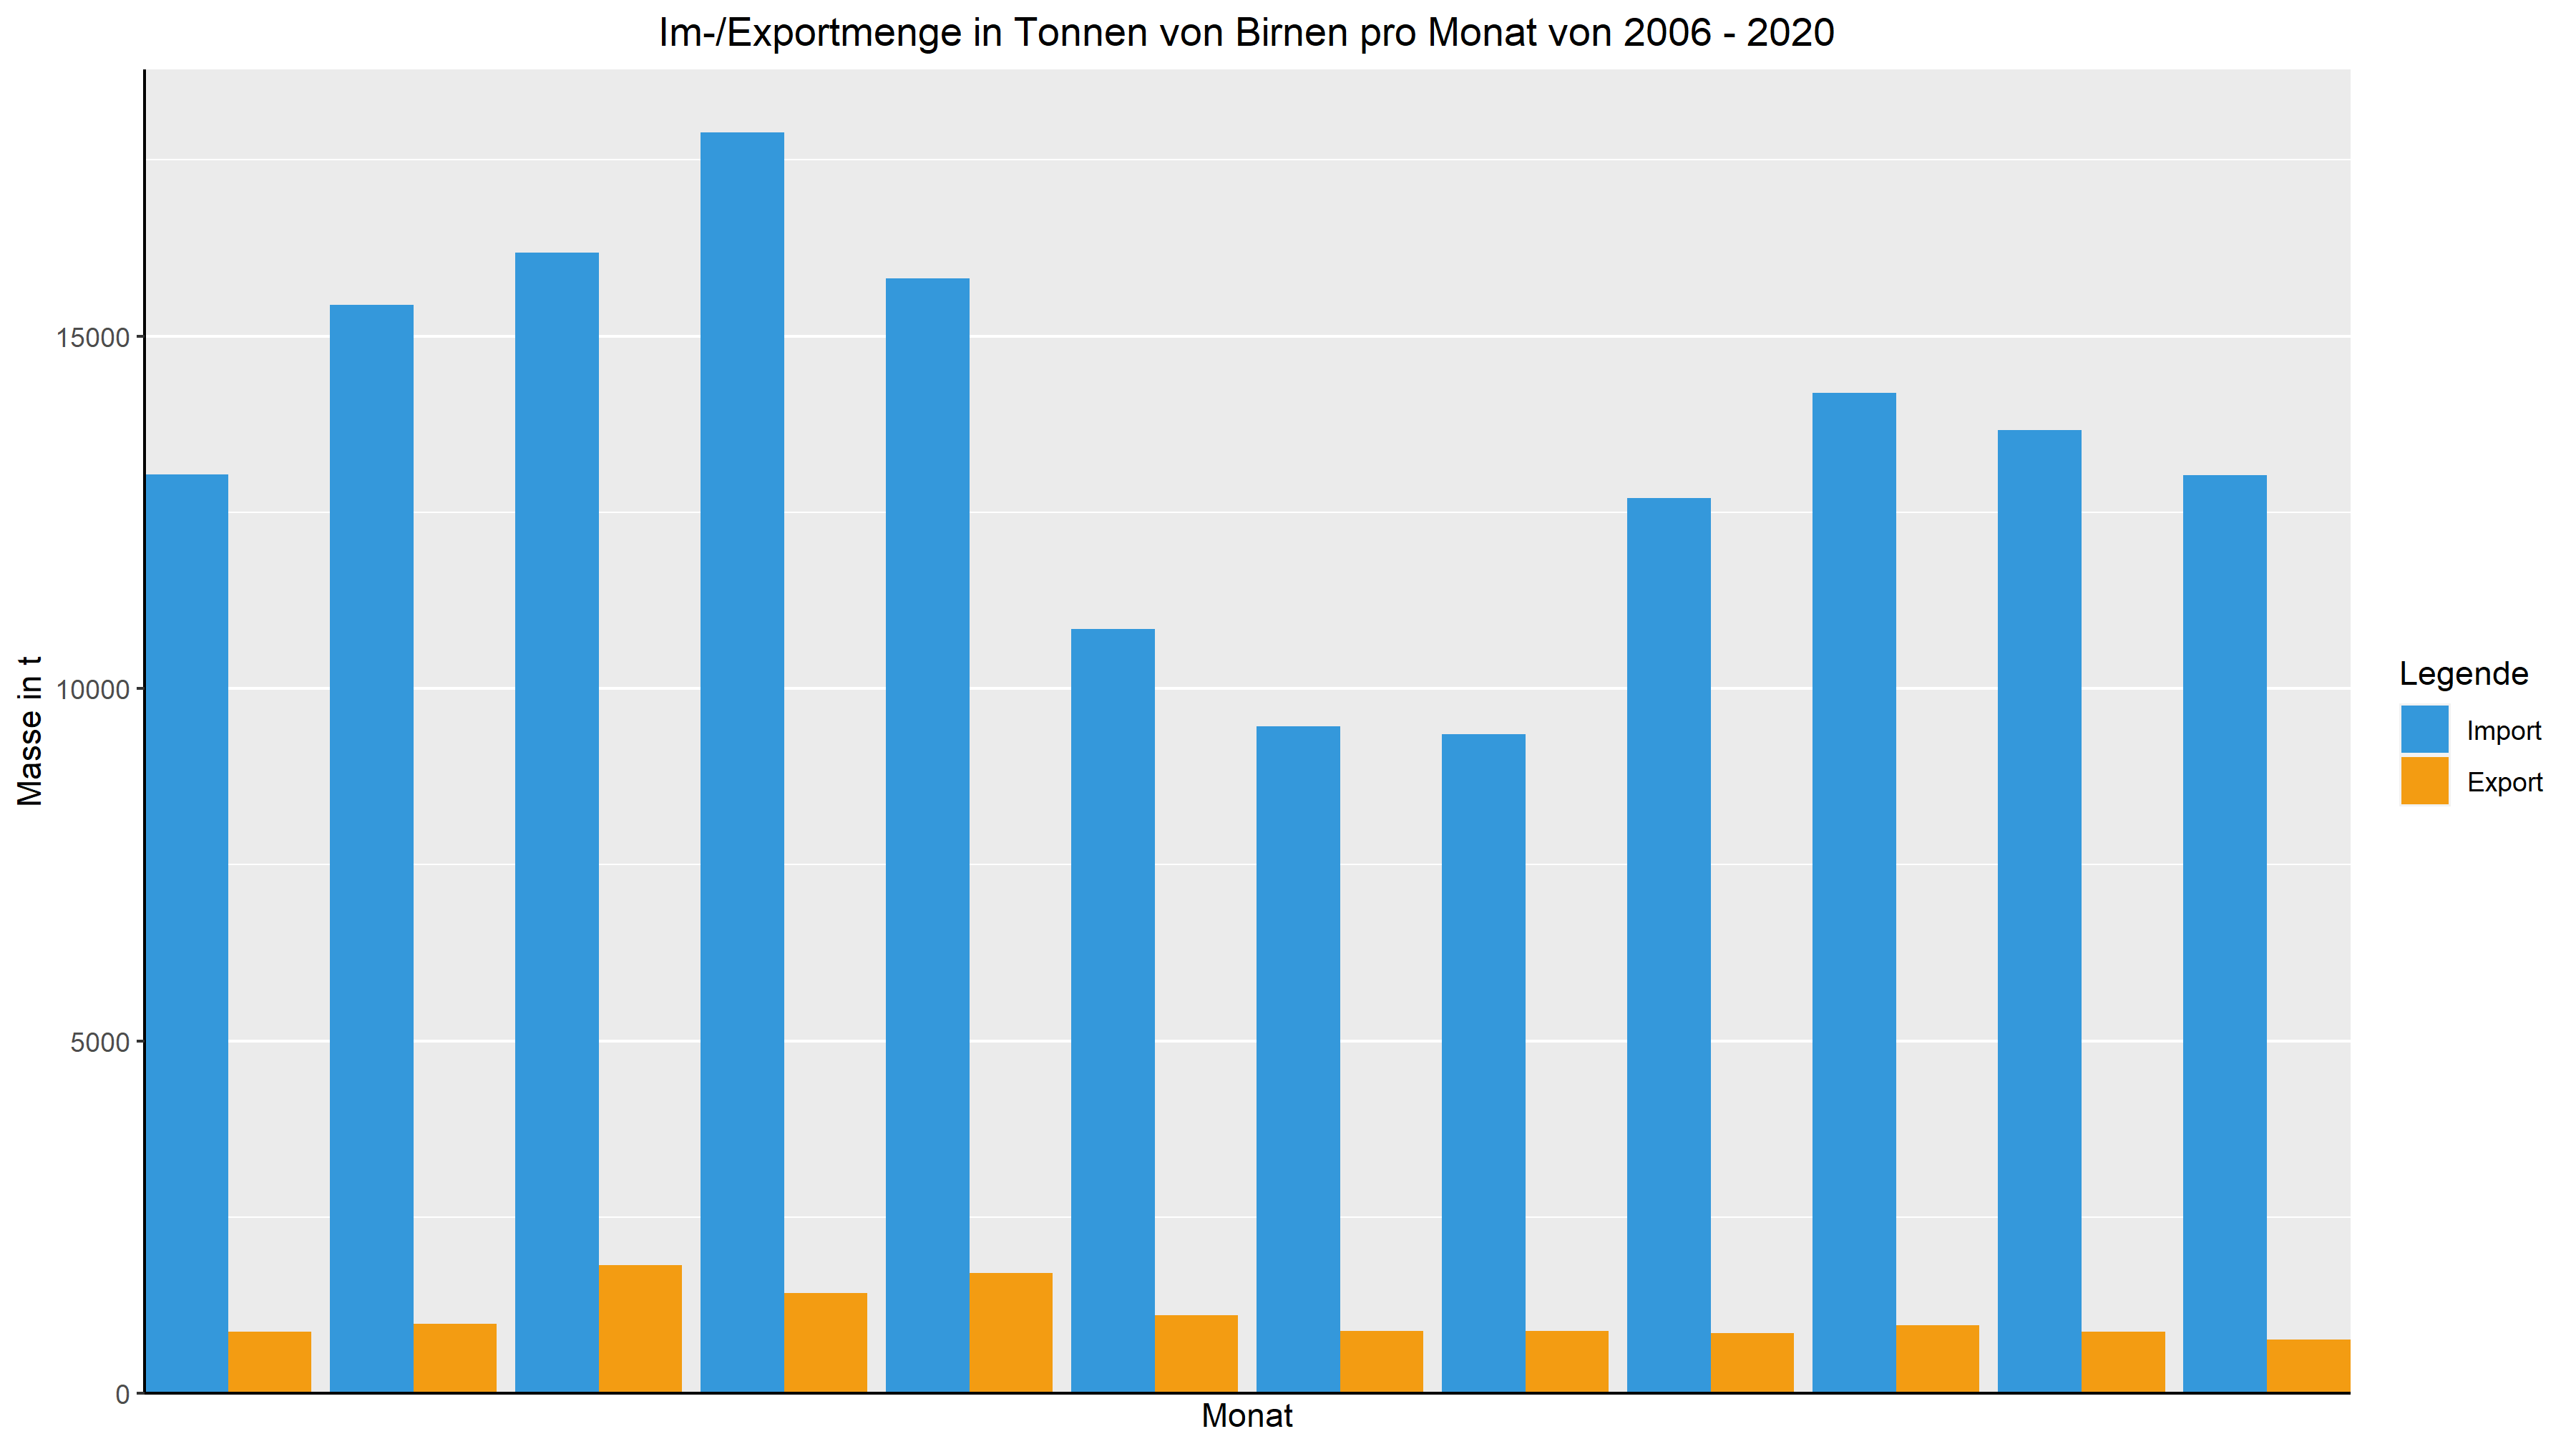 Im-/Exportmenge in Tonnen von Birnen pro Monat von 2006 - 2020
Masse in t
15000
10000
5000
0
Monat
Legende
Import
Export